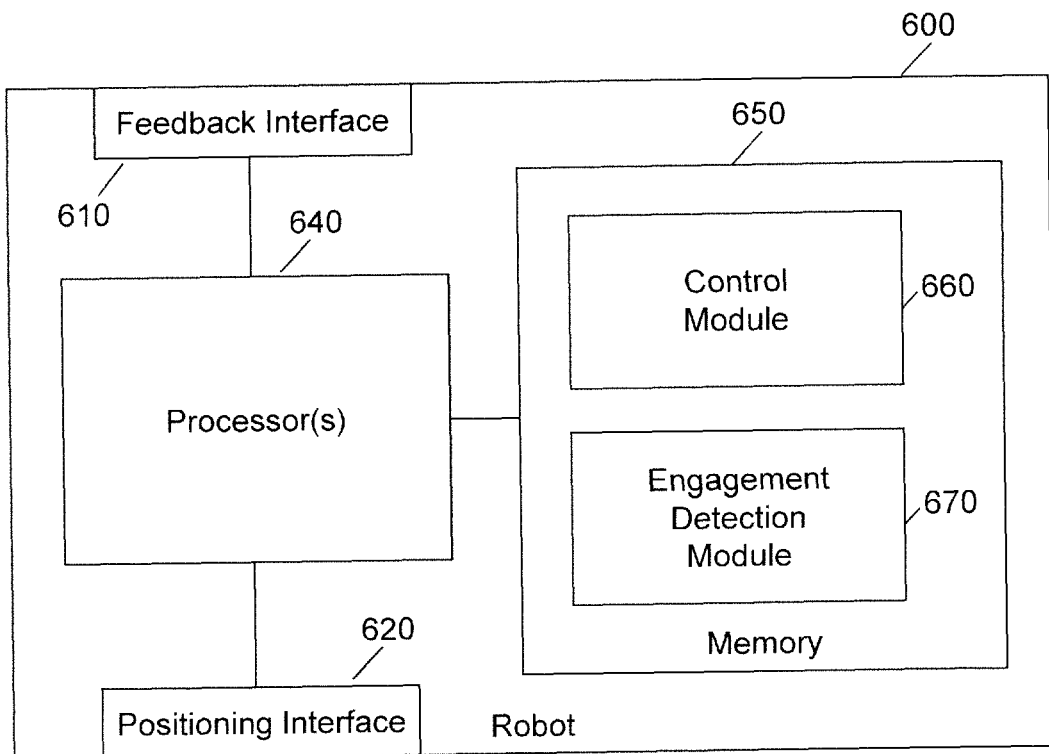 600
Feedback Interface
650
610
640
Control
Module
660
Processor(s)
Engagement
Detection
Module
670
620
Memory
Positioning Interface
Robot